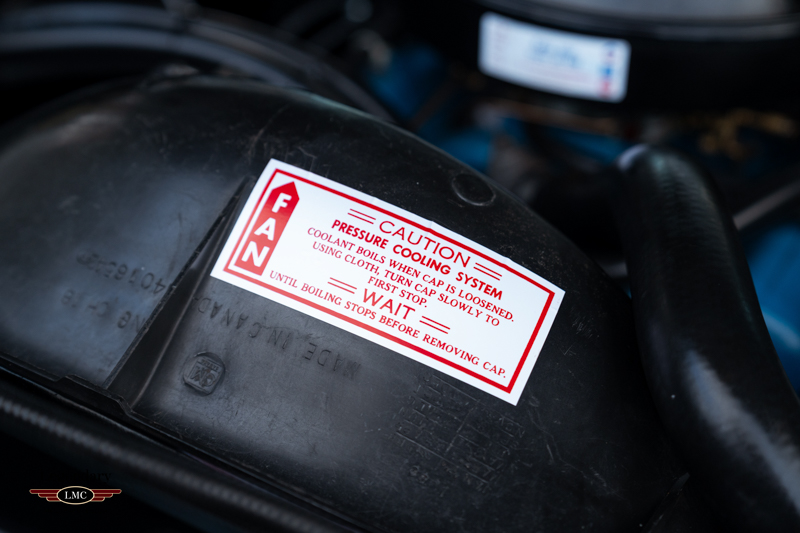 FAN
CAUTION
PRESSURE COOLING SYSTEM
COOLANT BOILS WHEN CAP IS LOOSENED.
USING CLOTH, TURN CAP SLOWLY TO
FIRST STOP.
WAIT
UNTIL BOILING STOPS BEFORE REMOVING CAP.
MADE IN CANADA
LMC